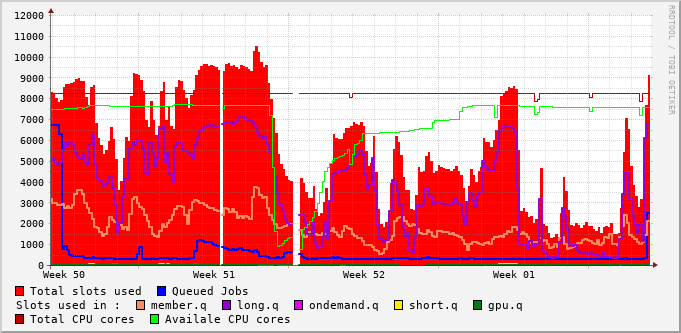 12000
11000
10000
9000
8000
7000
6000
5000
4000
3000
2000
1000
0
Week 50 Week 51 Week 52 Week 01
RRDTOOL / TOBI OETIKER
Total slots used Queued Jobs
Slots used in : member.q long.q ondemand.q short.q gpu.q
Total CPU cores Availale CPU cores